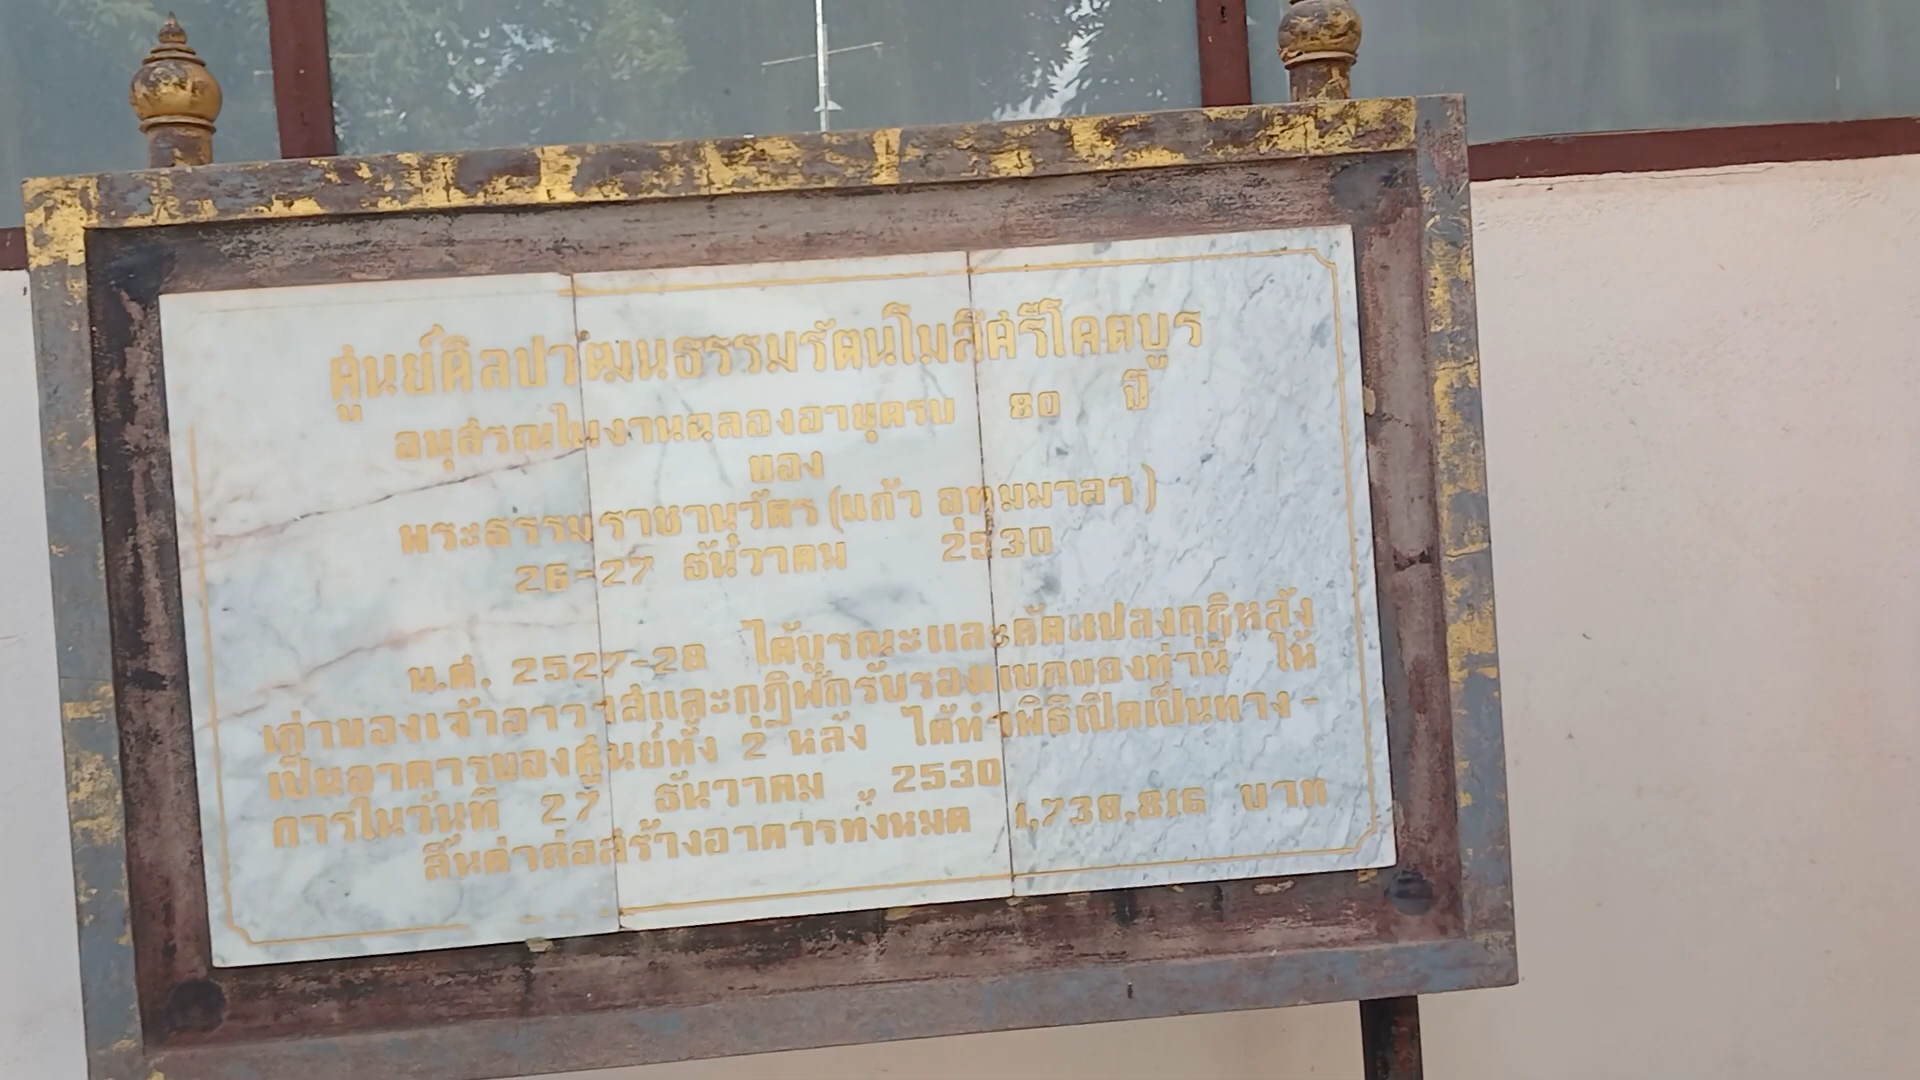 ศูนย์ศิลปวัฒนธรรมรัตนโมลีศรีโคตบูร
อนุสรณ์ในงานฉลองอายุครบ 80 ปี
ของ
พระธรรมราชานุวัตร (แก้ว อุทุมมาลา)
26-27 ธันวาคม 2530
พ.ศ. 2527-28 ได้บูรณะและดัดแปลงกุฏิหลัง
เก่าของเจ้าอาวาสและกุฏิพักรับรองแขกของท่านี้ ให้
เป็นอาคารของศูนย์ทั้ง 2 หลัง ได้ทำพิธีเปิดเป็นทาง-
การในวันที่ 27 ธันวาคม 2530
สิ้นค่าก่อสร้างอาคารทั้งหมด บาท